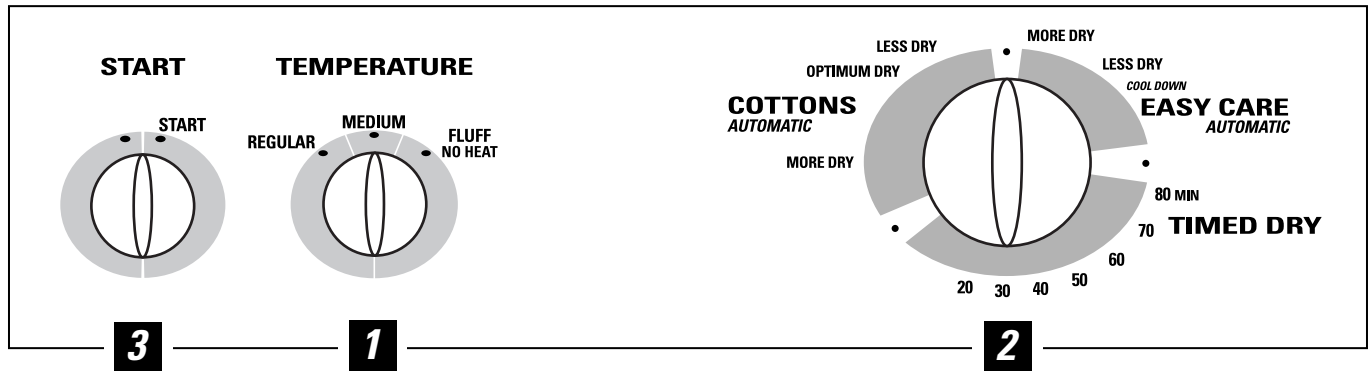 START
START
TEMPERATURE
REGULAR
MEDIUM
FLUFF
NO HEAT
LESS DRY
OPTIMUM DRY
COTTONS
AUTOMATIC
MORE DRY
MORE DRY
LESS DRY
COOL DOWN
EASY CARE
AUTOMATIC
80 MIN
70 TIMED DRY
60
50
40
30
20
3
1
2